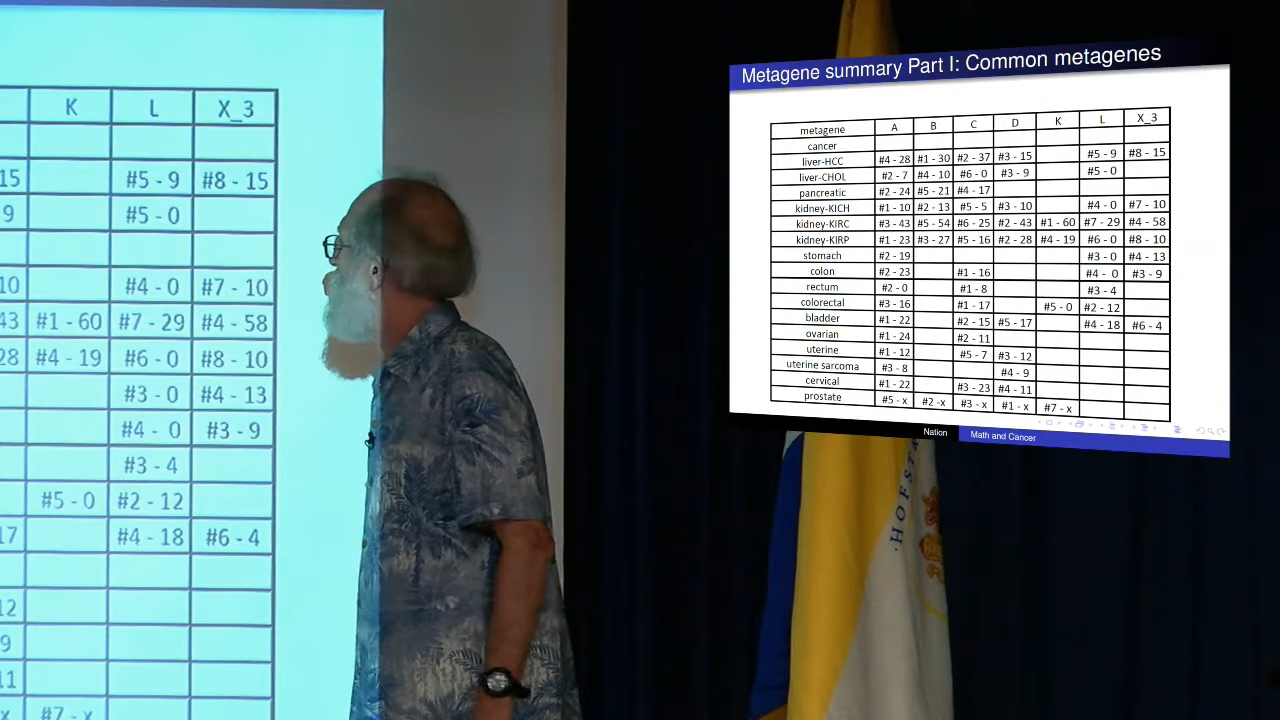 K L X_3
15 #5 - 9 #8 - 15
9 #5 - 0
10 #4 - 0 #7 - 10
43 #1 - 60 #7 - 29 #4 - 58
28 #4 - 19 #6 - 0 #8 - 10
#3 - 0 #4 - 13
#4 - 0 #3 - 9
#3 - 4
#5 - 0 #2 - 12
17 #4 - 18 #6 - 4
12
9
11
x #7 - x
Metagene summary Part I: Common metagenes
metagene A B C D K L X_3
cancer
liver-HCC #4 - 28 #1 - 30 #2 - 37 #3 - 15 #5 - 9 #8 - 15
liver-CHOL #2 - 7 #4 - 10 #6 - 0 #3 - 9 #5 - 0
pancreatic #2 - 24 #5 - 21 #4 - 17
kidney-KICH #1 - 10 #2 - 13 #5 - 5 #3 - 10 #4 - 0 #7 - 10
kidney-KIRC #3 - 43 #5 - 54 #6 - 25 #2 - 43 #1 - 60 #7 - 29 #4 - 58
kidney-KIRP #1 - 23 #3 - 27 #5 - 16 #2 - 28 #4 - 19 #6 - 0 #8 - 10
stomach #2 - 19 #3 - 0 #4 - 13
colon #2 - 23 #1 - 16 #4 - 0 #3 - 9
rectum #2 - 0 #1 - 8 #3 - 4
colorectal #3 - 16 #1 - 17 #5 - 0 #2 - 12
bladder #1 - 22 #2 - 15 #5 - 17 #4 - 18 #6 - 4
ovarian #1 - 24 #2 - 11
uterine #1 - 12 #5 - 7 #3 - 12
uterine sarcoma #3 - 8 #4 - 9
cervical #1 - 22 #3 - 23 #4 - 11
prostate #5 - x #2 -x #3 - x #1 - x #7 - x
Nation Math and Cancer
·HOFSTRA